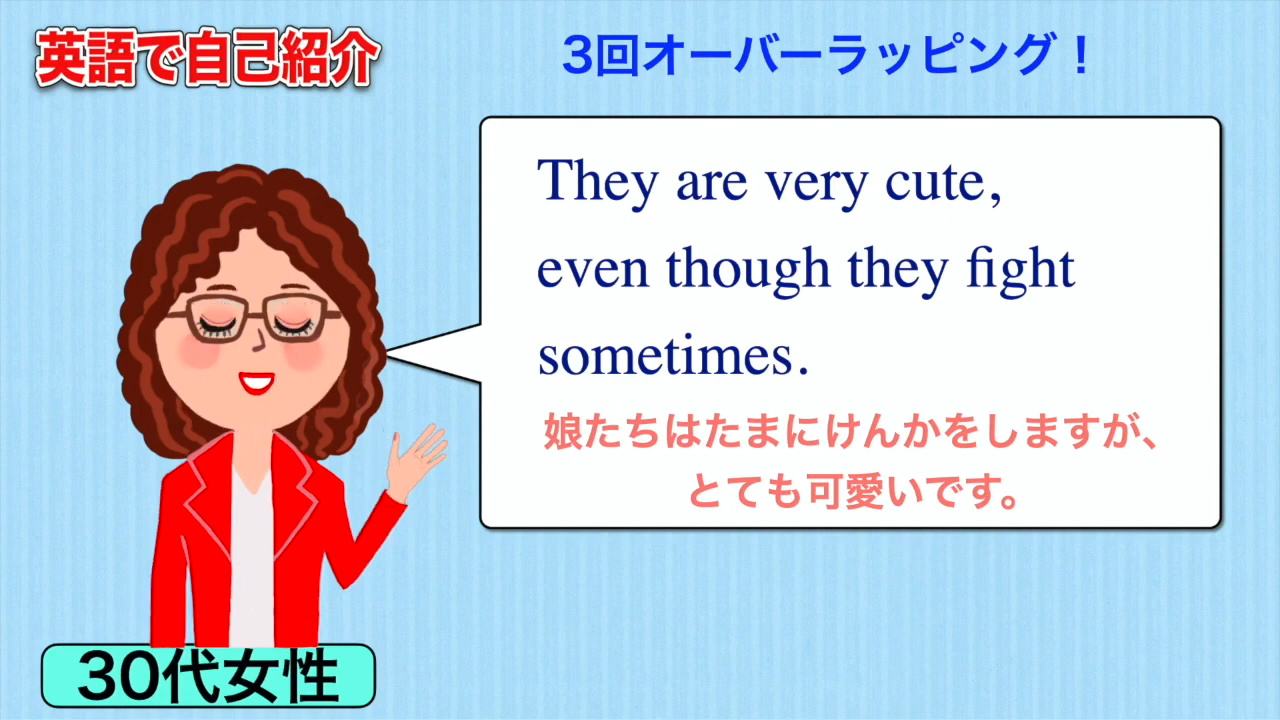 英語で自己紹介
3回オーバーラッピング！
They are very cute,
even though they fight
sometimes.
娘たちはたまにけんかをしますが、
とても可愛いです。
30代女性